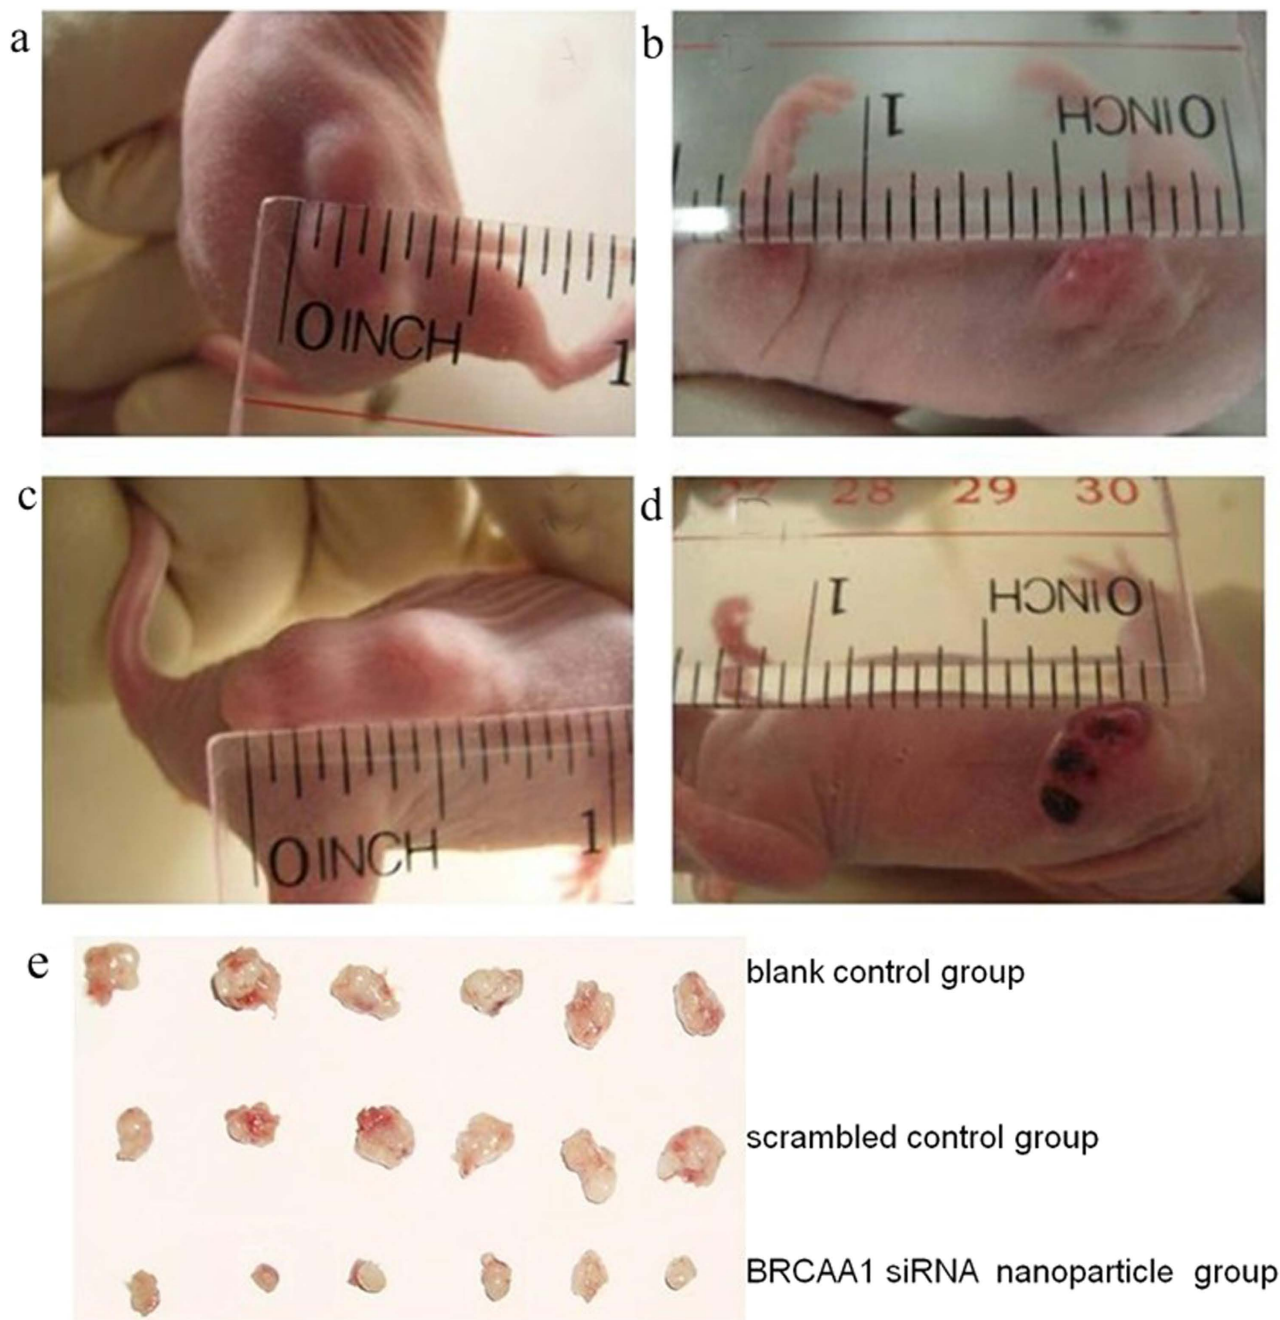 a
b
1
0 INCH
0 INCH
1
c
d
27 28 29 30
1
0 INCH
0 INCH
1
e
blank control group
scrambled control group
BRCAA1 siRNA nanoparticle group